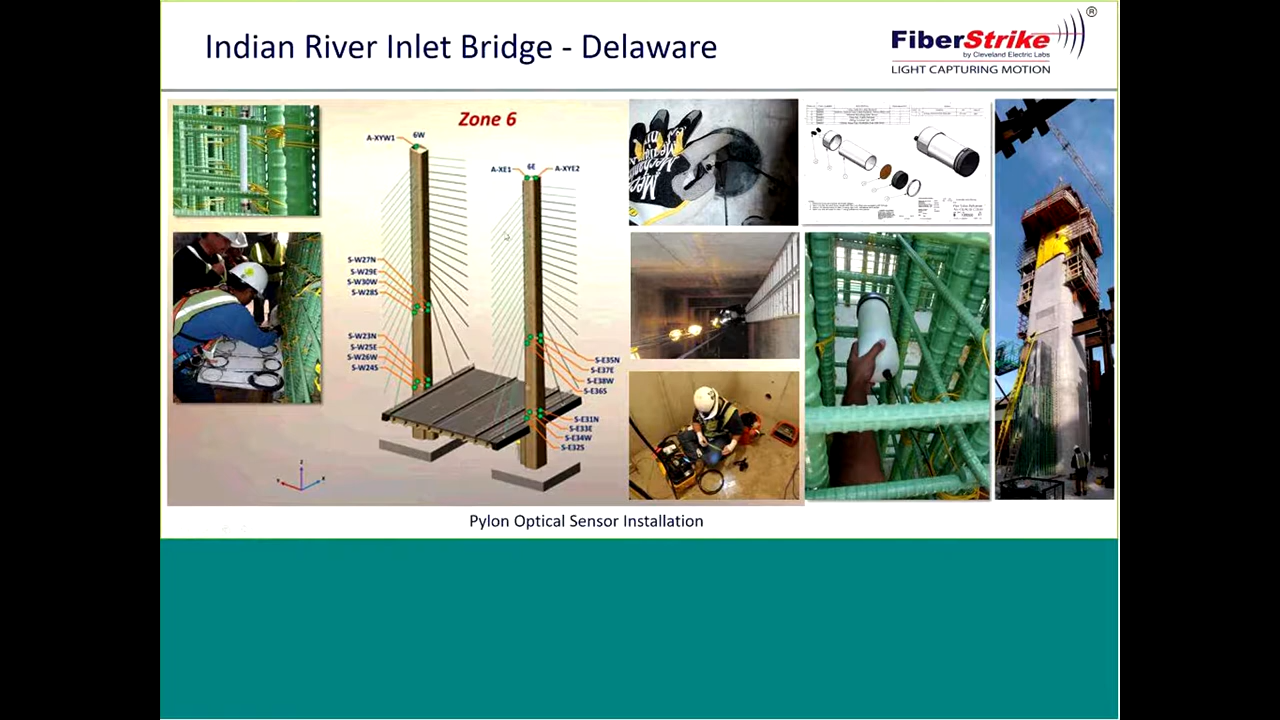 Indian River Inlet Bridge - Delaware
FiberStrike®
by Cleveland Electric Labs
LIGHT CAPTURING MOTION
Zone 6
6W
A-XYW1
6E
A-XE1
A-XYE2
S-W27N
S-W29E
S-W30W
S-W28S
S-W23N
S-W25E
S-W26W
S-W24S
S-E35N
S-E37E
S-E38W
S-E36S
S-E31N
S-E33E
S-E34W
S-E32S
Z
Y
X
Mechanix
Pylon Optical Sensor Installation